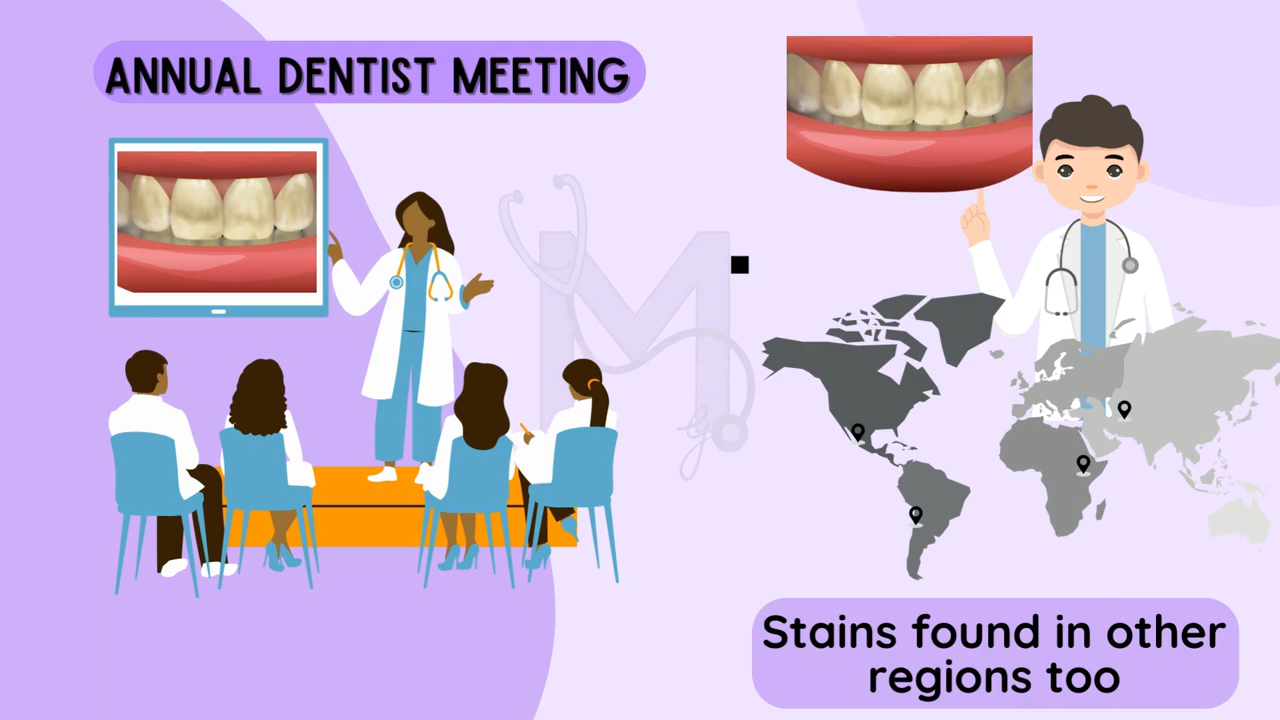 ANNUAL DENTIST MEETING
M
Stains found in other
regions too